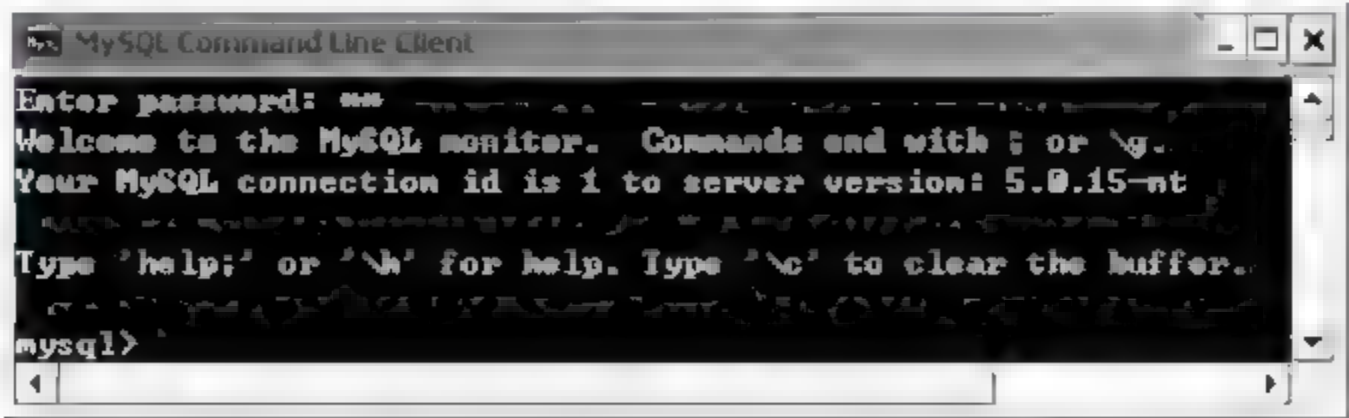 MySQL Command Line Client
Enter password: **
Welcome to the MySQL monitor.  Commands end with ; or \g.
Your MySQL connection id is 1 to server version: 5.0.15-nt
Type 'help;' or '\h' for help. Type '\c' to clear the buffer.
mysql>